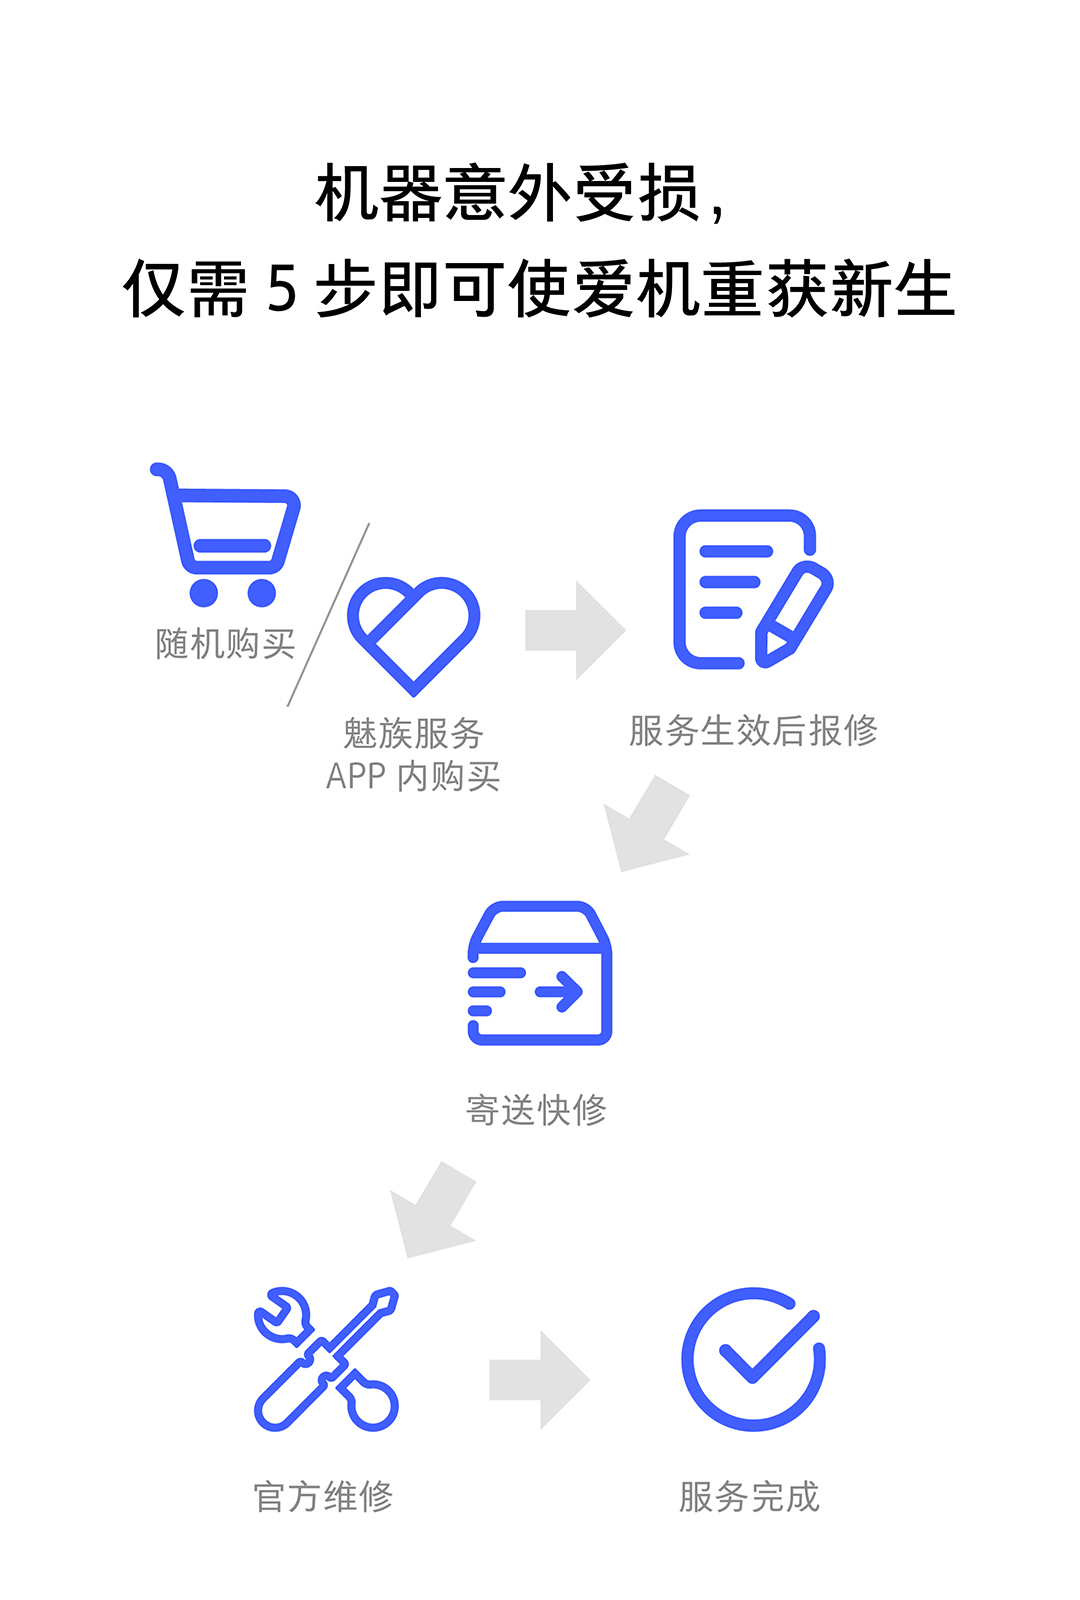 机器意外受损，
仅需 5 步即可使爱机重获新生
随机购买
魅族服务
APP 内购买
服务生效后报修
寄送快修
官方维修
服务完成